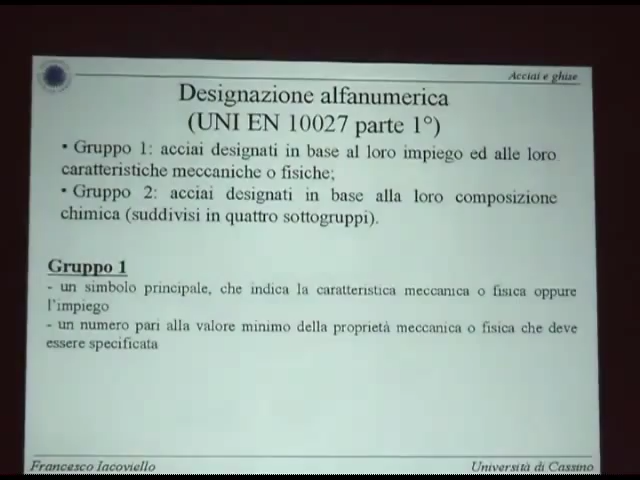 Acciai e ghise
Designazione alfanumerica
(UNI EN 10027 parte 1°)
• Gruppo 1: acciai designati in base al loro impiego ed alle loro
caratteristiche meccaniche o fisiche;
• Gruppo 2: acciai designati in base alla loro composizione
chimica (suddivisi in quattro sottogruppi).
Gruppo 1
- un simbolo principale, che indica la caratteristica meccanica o fisica oppure
l'impiego
- un numero pari alla valore minimo della proprietà meccanica o fisica che deve
essere specificata
Francesco Iacoviello
Università di Cassino